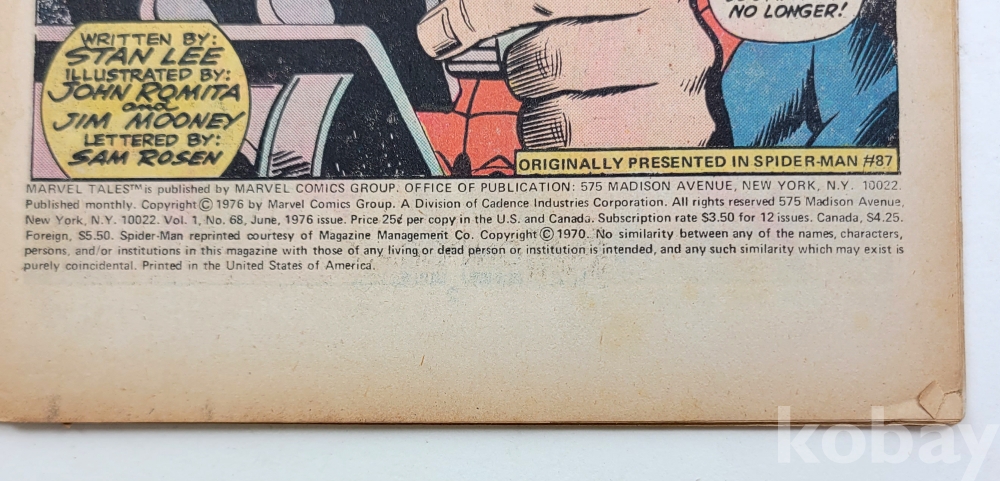 NO LONGER!
WRITTEN BY:
STAN LEE
ILLUSTRATED BY:
JOHN ROMITA
and
JIM MOONEY
LETTERED BY:
SAM ROSEN
ORIGINALLY PRESENTED IN SPIDER-MAN #87
MARVEL TALES™ is published by MARVEL COMICS GROUP. OFFICE OF PUBLICATION: 575 MADISON AVENUE, NEW YORK, N.Y. 10022.
Published monthly. Copyright © 1976 by Marvel Comics Group. A Division of Cadence Industries Corporation. All rights reserved 575 Madison Avenue,
New York, N.Y. 10022. Vol. 1, No. 68, June, 1976 issue. Price 25¢ per copy in the U.S. and Canada. Subscription rate $3.50 for 12 issues. Canada, $4.25.
Foreign, $5.50. Spider-Man reprinted courtesy of Magazine Management Co. Copyright © 1970. No similarity between any of the names, characters,
persons, and/or institutions in this magazine with those of any living or dead person or institution is intended, and any such similarity which may exist is
purely coincidental. Printed in the United States of America.
kobay